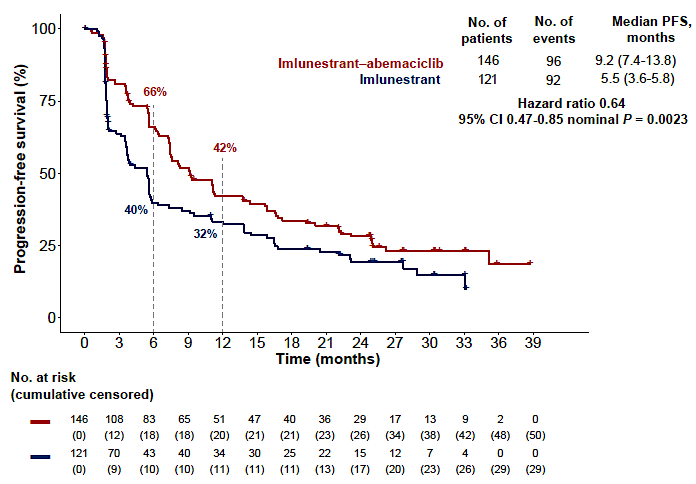 No. of patients No. of events Median PFS, months
Imlunestrant–abemaciclib 146 96 9.2 (7.4-13.8)
Imlunestrant 121 92 5.5 (3.6-5.8)
Hazard ratio 0.64
95% CI 0.47-0.85 nominal P = 0.0023
Progression-free survival (%)
100
75
50
25
0
66%
42%
40%
32%
0 3 6 9 12 15 18 21 24 27 30 33 36 39
Time (months)
No. at risk
(cumulative censored)
146 108 83 65 51 47 40 36 29 17 13 9 2 0
(0) (12) (18) (18) (20) (21) (21) (23) (26) (34) (38) (42) (48) (50)
121 70 43 40 34 30 25 22 15 12 7 4 0 0
(0) (9) (10) (10) (11) (11) (11) (13) (17) (20) (23) (26) (29) (29)